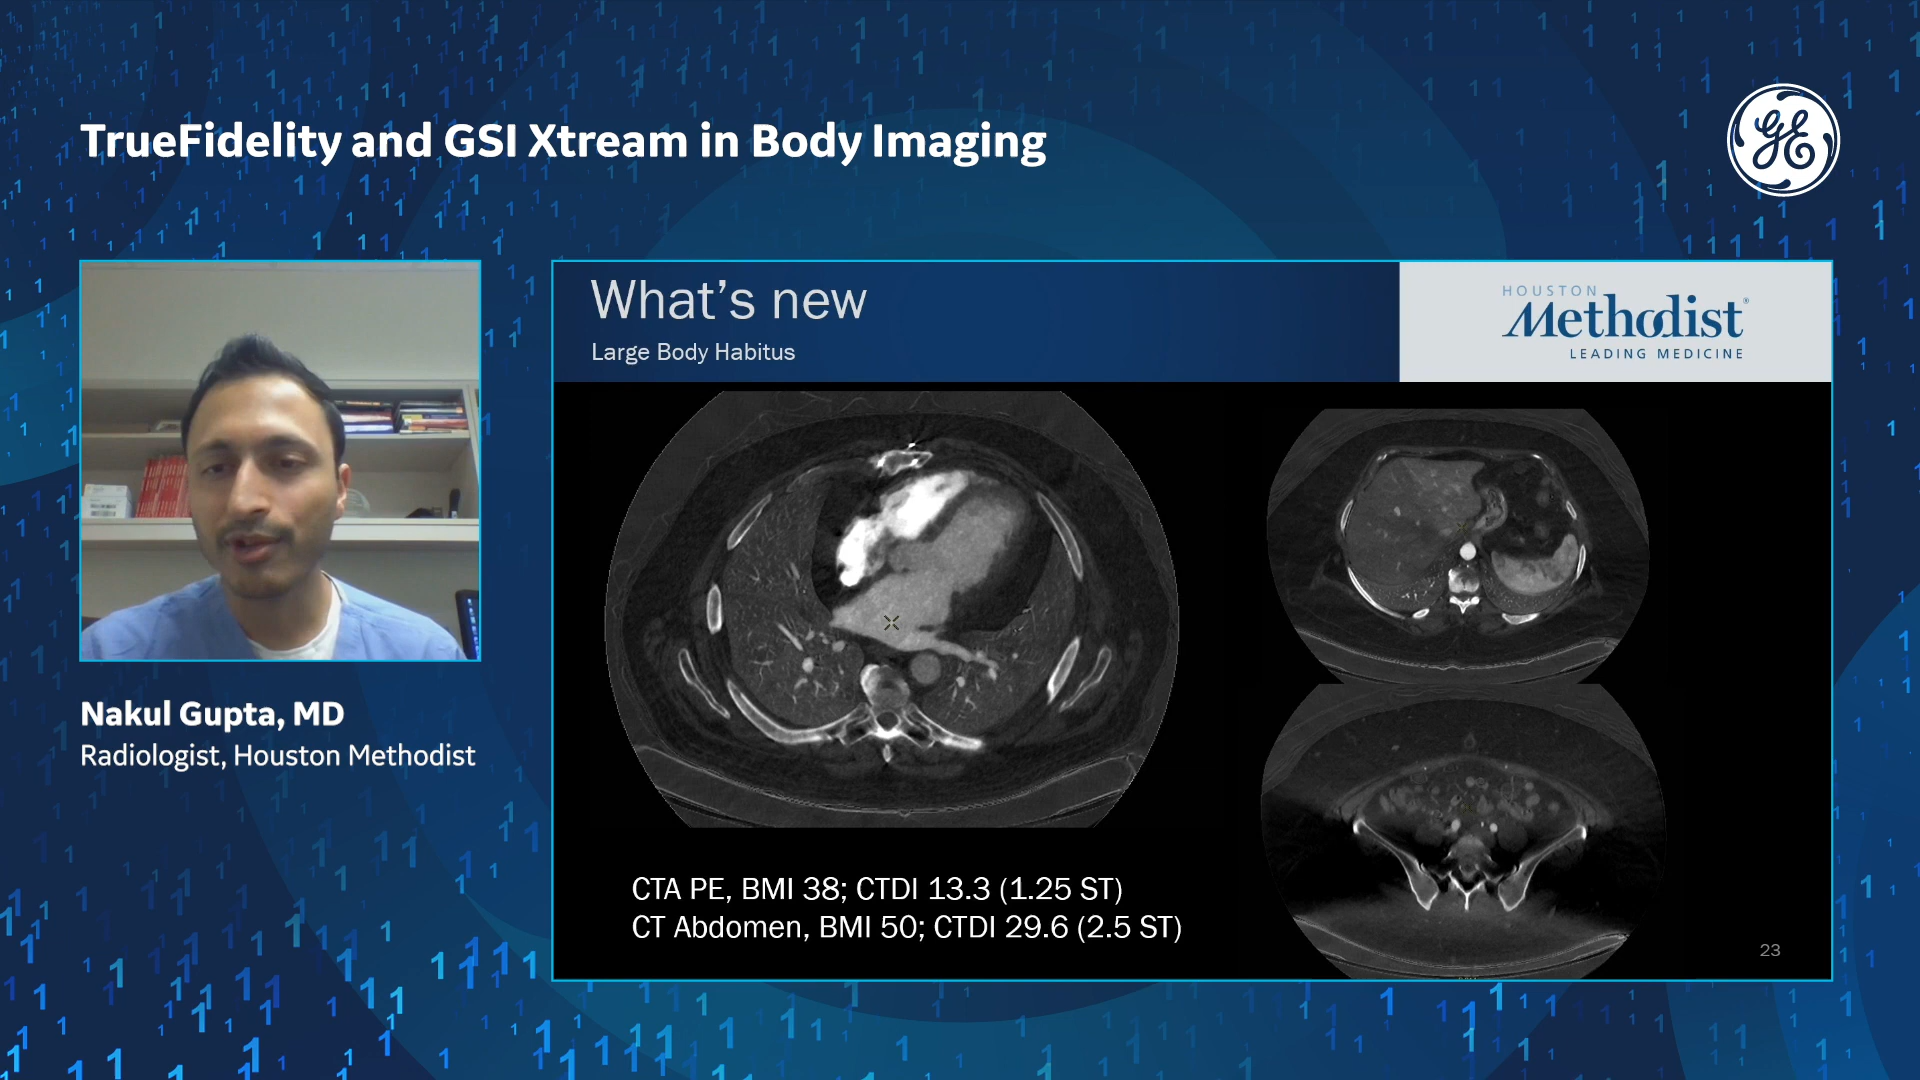 TrueFidelity and GSI Xtream in Body Imaging
GE
What's new
Large Body Habitus
HOUSTON
Methodist®
LEADING MEDICINE
Nakul Gupta, MD
Radiologist, Houston Methodist
CTA PE, BMI 38; CTDI 13.3 (1.25 ST)
CT Abdomen, BMI 50; CTDI 29.6 (2.5 ST)
23